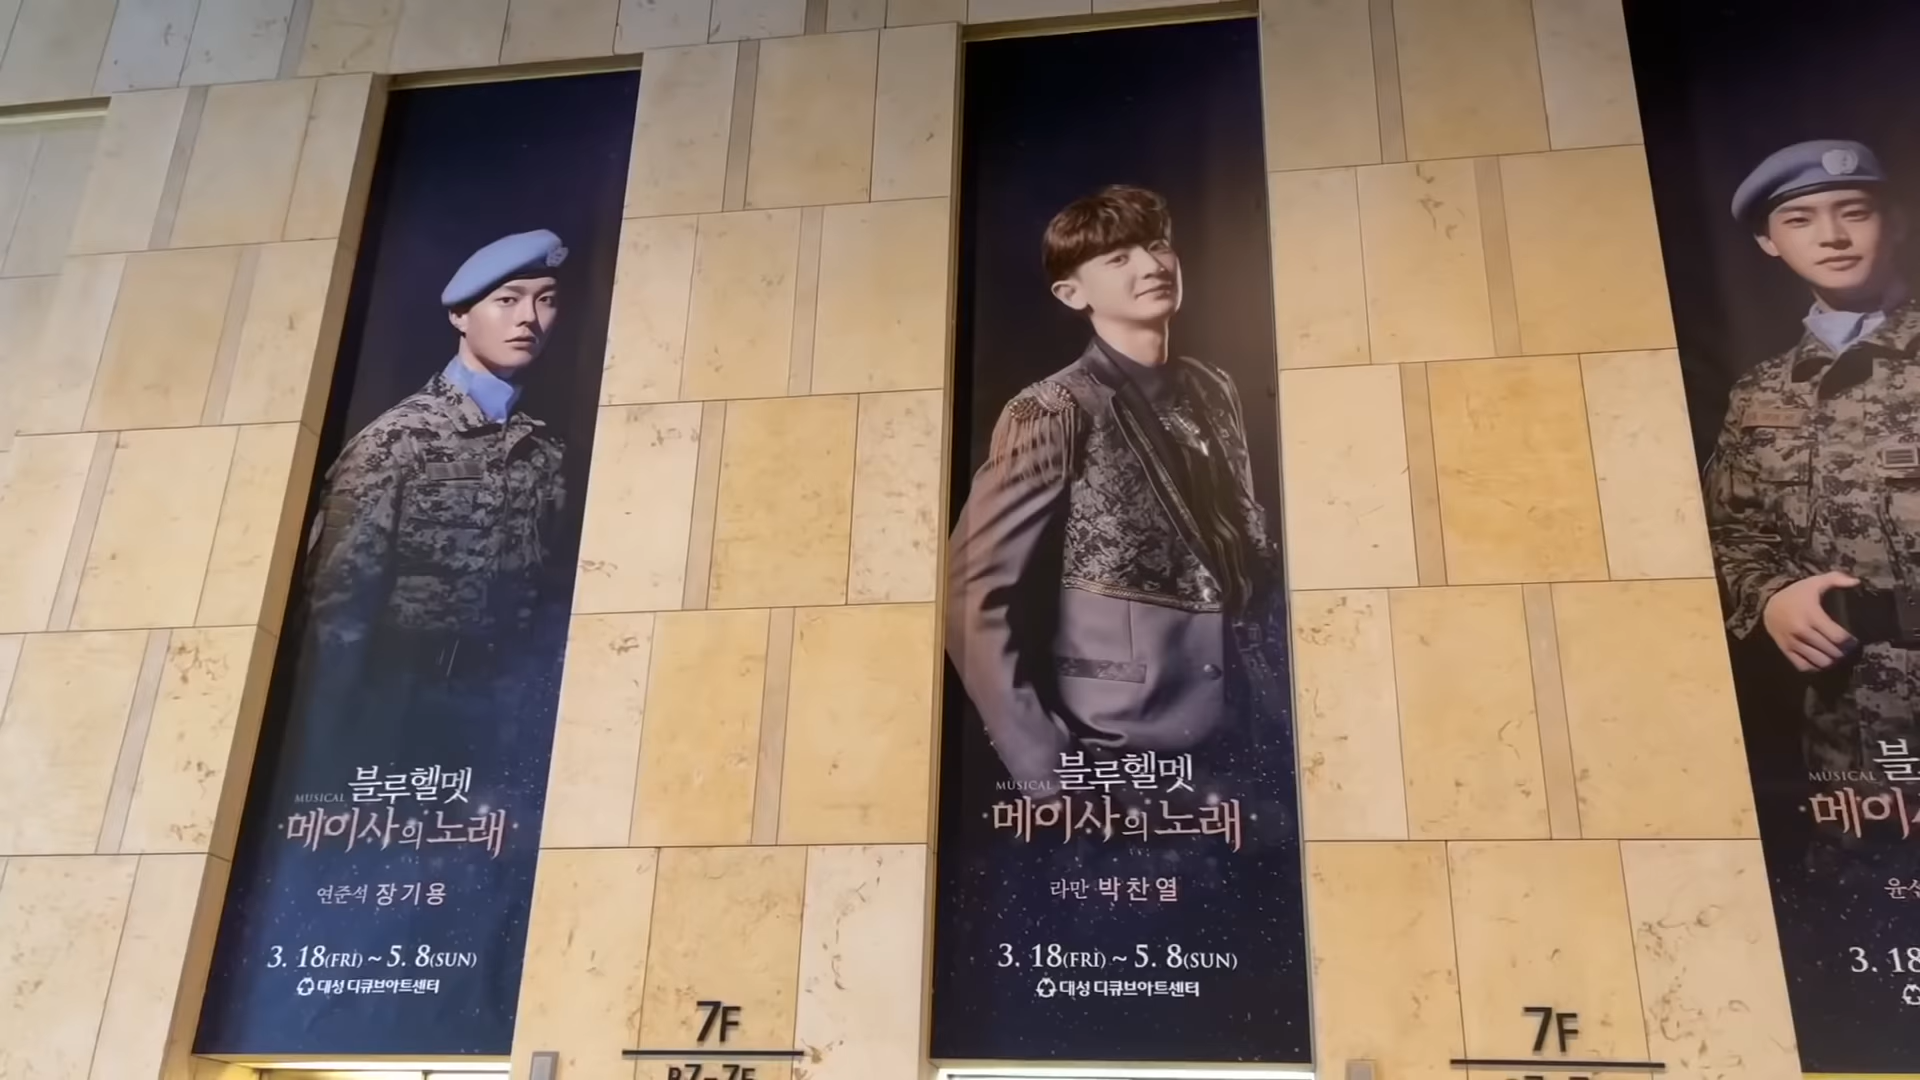 MUSICAL 블루헬멧
메이사의 노래
연준석 장기용
3. 18(FRI) ~ 5. 8(SUN)
대성 디큐브아트센터
7F
B7-7F
MUSICAL 블루헬멧
메이사의 노래
라만 박찬열
3. 18(FRI) ~ 5. 8(SUN)
대성 디큐브아트센터
7F
MUSICAL 블
메이
윤
3. 18